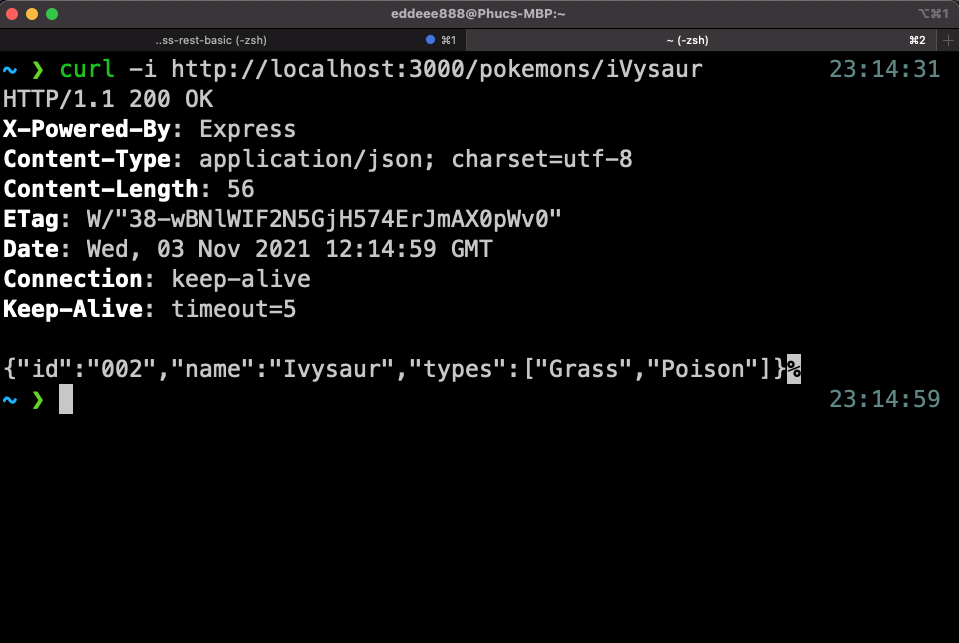 eddeee888@Phucs-MBP:~ ⌥⌘1
..ss-rest-basic (-zsh) ⌘1 ~ (-zsh) ⌘2 +
~ ❯ curl -i http://localhost:3000/pokemons/iVysaur 23:14:31
HTTP/1.1 200 OK
X-Powered-By: Express
Content-Type: application/json; charset=utf-8
Content-Length: 56
ETag: W/"38-wBNlWIF2N5GjH574ErJmAX0pWv0"
Date: Wed, 03 Nov 2021 12:14:59 GMT
Connection: keep-alive
Keep-Alive: timeout=5
{"id":"002","name":"Ivysaur","types":["Grass","Poison"]}%
~ ❯ 23:14:59